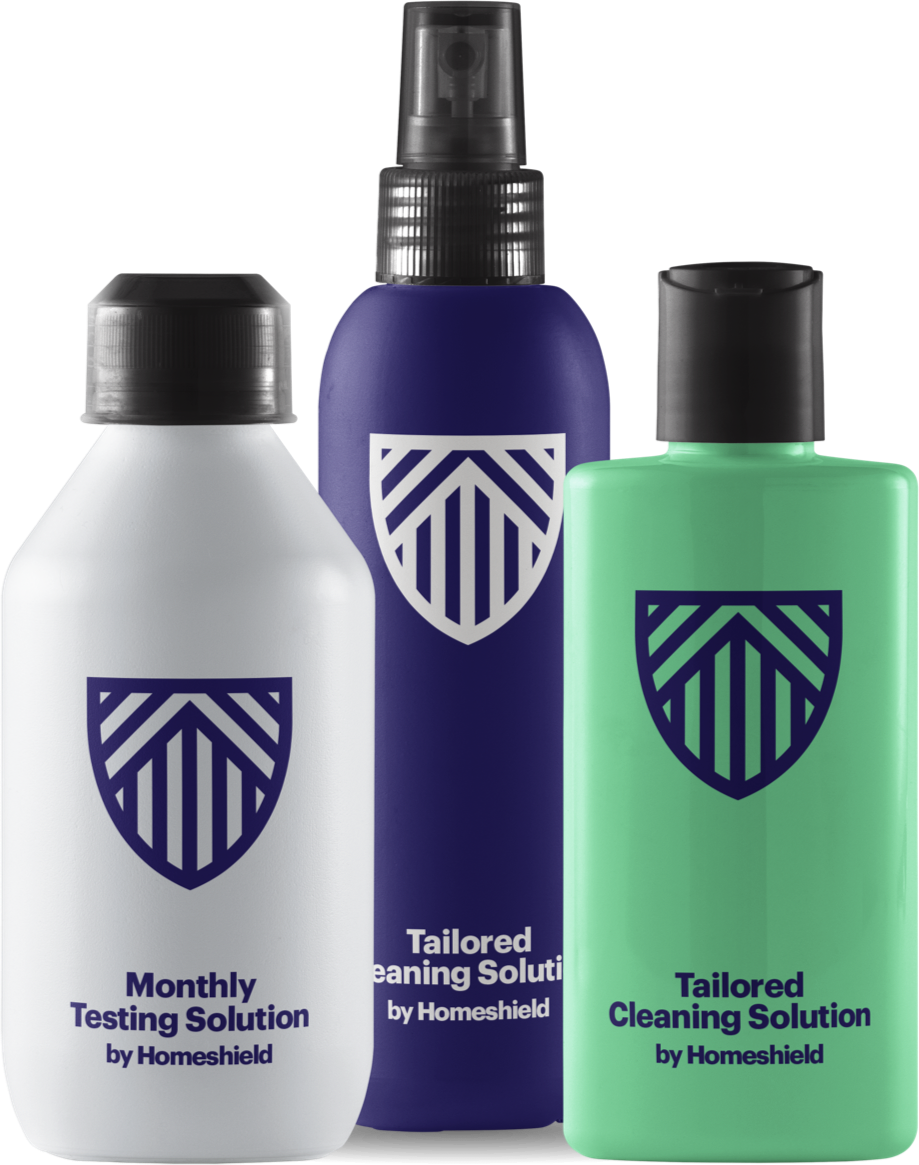 Monthly
Testing Solution
by Homeshield
Tailored
eaning Soluti
by Homeshield
Tailored
Cleaning Solution
by Homeshield